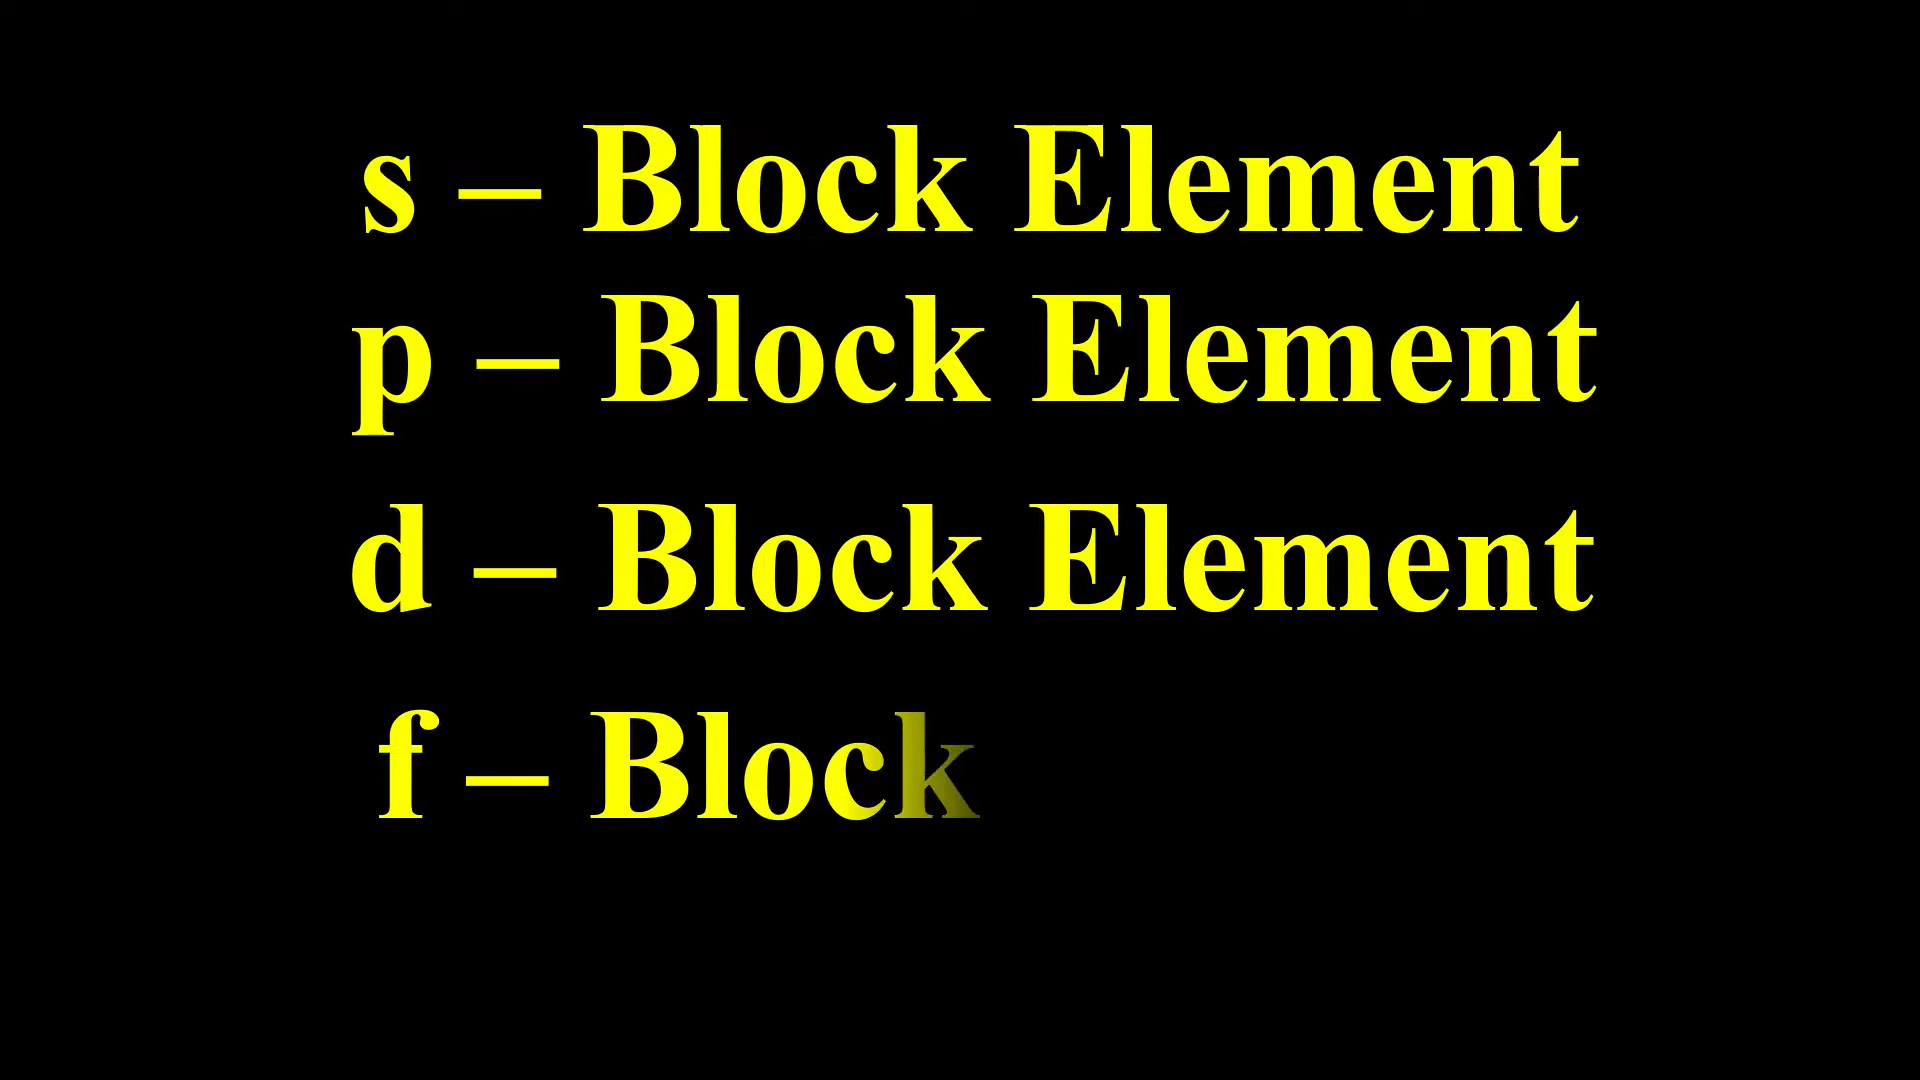 s – Block Element
p – Block Element
d – Block Element
f – Block